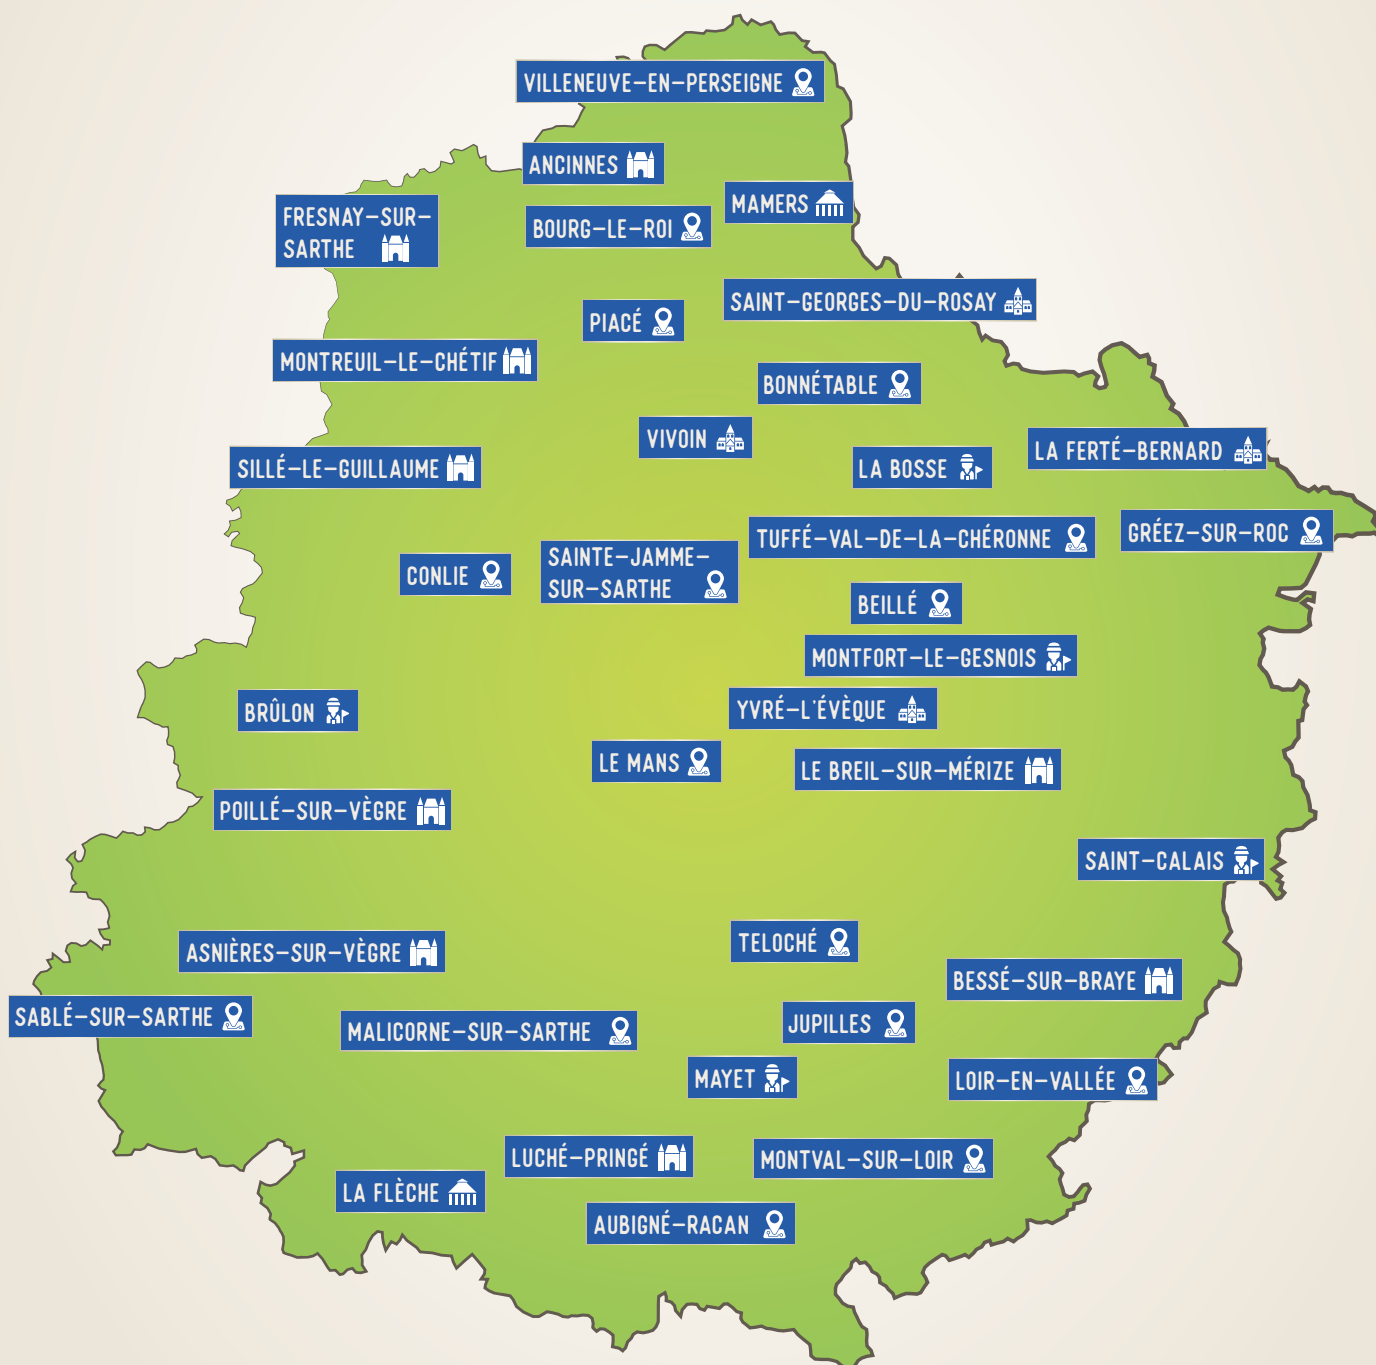 VILLENEUVE-EN-PERSEIGNE
ANCINNES
MAMERS
FRESNAY-SUR-
SARTHE
BOURG-LE-ROI
SAINT-GEORGES-DU-ROSAY
PIACÉ
MONTREUIL-LE-CHÉTIF
BONNÉTABLE
VIVOIN
LA FERTÉ-BERNARD
SILLÉ-LE-GUILLAUME
LA BOSSE
TUFFÉ-VAL-DE-LA-CHÉRONNE
GRÉEZ-SUR-ROC
SAINTE-JAMME-
SUR-SARTHE
CONLIE
BEILLÉ
MONTFORT-LE-GESNOIS
BRÛLON
YVRÉ-L'ÉVÈQUE
LE MANS
LE BREIL-SUR-MÉRIZE
POILLÉ-SUR-VÈGRE
SAINT-CALAIS
ASNIÈRES-SUR-VÈGRE
TELOCHÉ
BESSÉ-SUR-BRAYE
SABLÉ-SUR-SARTHE
MALICORNE-SUR-SARTHE
JUPILLES
MAYET
LOIR-EN-VALLÉE
LUCHÉ-PRINGÉ
MONTVAL-SUR-LOIR
LA FLÈCHE
AUBIGNÉ-RACAN